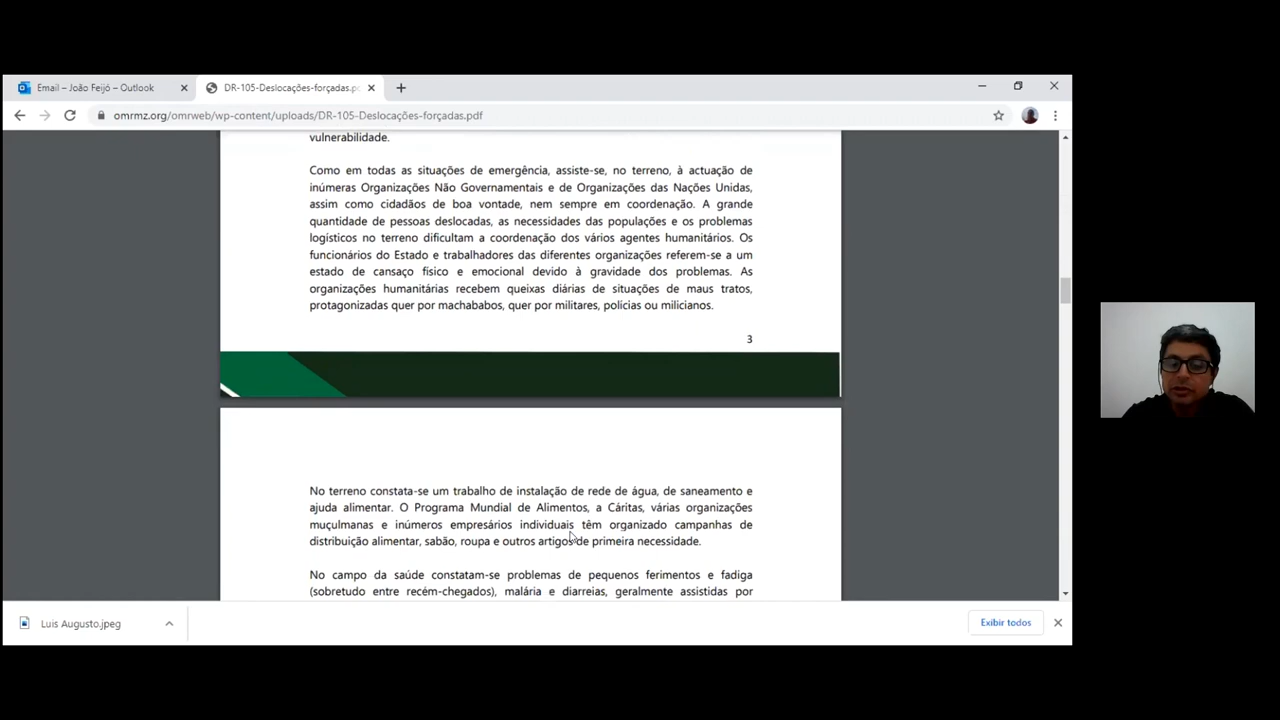 Email – João Feijó – Outlook
DR-105-Deslocações-forçadas.pc
omrmz.org/omrweb/wp-content/uploads/DR-105-Deslocações-forçadas.pdf
vulnerabilidade.
Como em todas as situações de emergência, assiste-se, no terreno, à actuação de
inúmeras Organizações Não Governamentais e de Organizações das Nações Unidas,
assim como cidadãos de boa vontade, nem sempre em coordenação. A grande
quantidade de pessoas deslocadas, as necessidades das populações e os problemas
logísticos no terreno dificultam a coordenação dos vários agentes humanitários. Os
funcionários do Estado e trabalhadores das diferentes organizações referem-se a um
estado de cansaço físico e emocional devido à gravidade dos problemas. As
organizações humanitárias recebem queixas diárias de situações de maus tratos,
protagonizadas quer por machababos, quer por militares, polícias ou milicianos.
3
No terreno constata-se um trabalho de instalação de rede de água, de saneamento e
ajuda alimentar. O Programa Mundial de Alimentos, a Cáritas, várias organizações
muçulmanas e inúmeros empresários individuais têm organizado campanhas de
distribuição alimentar, sabão, roupa e outros artigos de primeira necessidade.
No campo da saúde constatam-se problemas de pequenos ferimentos e fadiga
(sobretudo entre recém-chegados), malária e diarreias, geralmente assistidas por
Luis Augusto.jpeg
Exibir todos